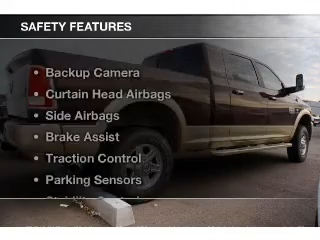 SAFETY FEATURES
• Backup Camera
• Curtain Head Airbags
• Side Airbags
• Brake Assist
• Traction Control
• Parking Sensors